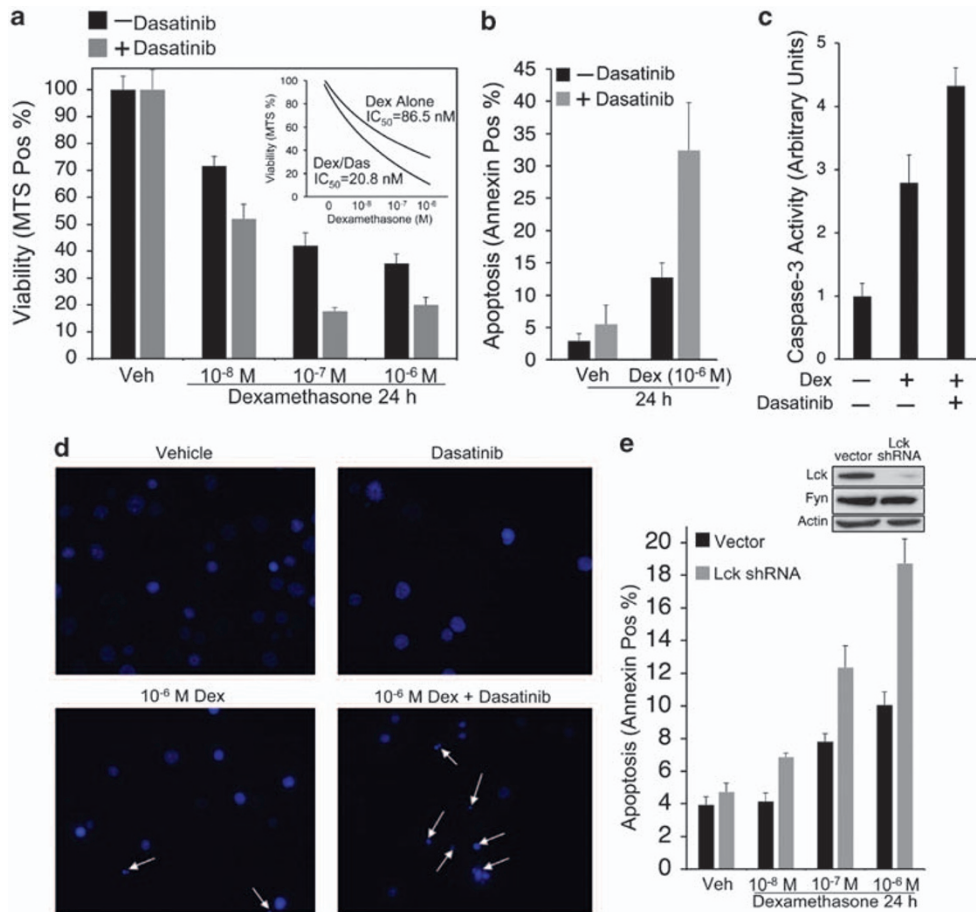 a
−Dasatinib
+Dasatinib
Viability (MTS Pos %)
100
90
80
70
60
50
40
30
20
10
0
Veh
10-8 M
10-7 M
10-6 M
Dexamethasone 24 h
Viability (MTS %)
100
80
60
40
20
0
Dex Alone
IC50=86.5 nM
Dex/Das
IC50=20.8 nM
0
10-8
10-7
10-6
Dexamethasone (M)
b
−Dasatinib
+ Dasatinib
Apoptosis (Annexin Pos %)
45
40
35
30
25
20
15
10
5
0
Veh
Dex (10-6 M)
24 h
c
Caspase-3 Activity (Arbitrary Units)
5
4
3
2
1
0
Dex − + +
Dasatinib − − +
d
Vehicle
Dasatinib
10-6 M Dex
10-6 M Dex + Dasatinib
e
vector
Lck
shRNA
Lck
Fyn
Actin
Vector
Lck shRNA
Apoptosis (Annexin Pos %)
20
18
16
14
12
10
8
6
4
2
0
Veh
10-8 M
10-7 M
10-6 M
Dexamethasone 24 h